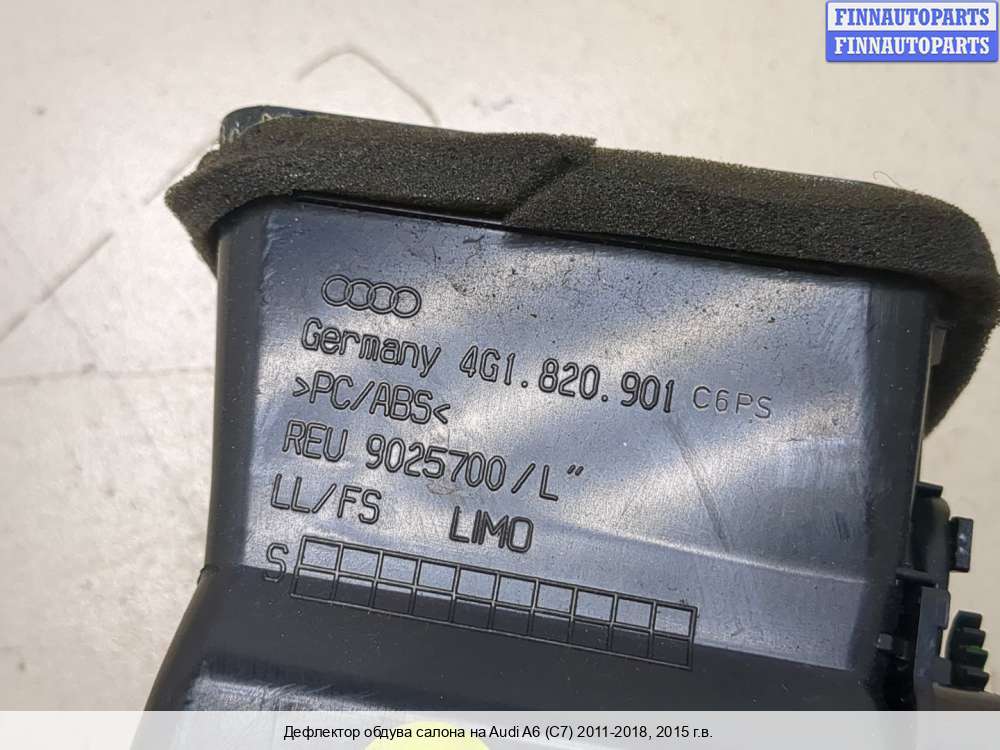 FINNAUTOPARTS
FINNAUTOPARTS
Germany 4G1.820.901 C6PS
>PC/ABS<
REU 9025700/L"
LL/FS LIMO
S
Дефлектор обдува салона на Audi A6 (C7) 2011-2018, 2015 г.в.